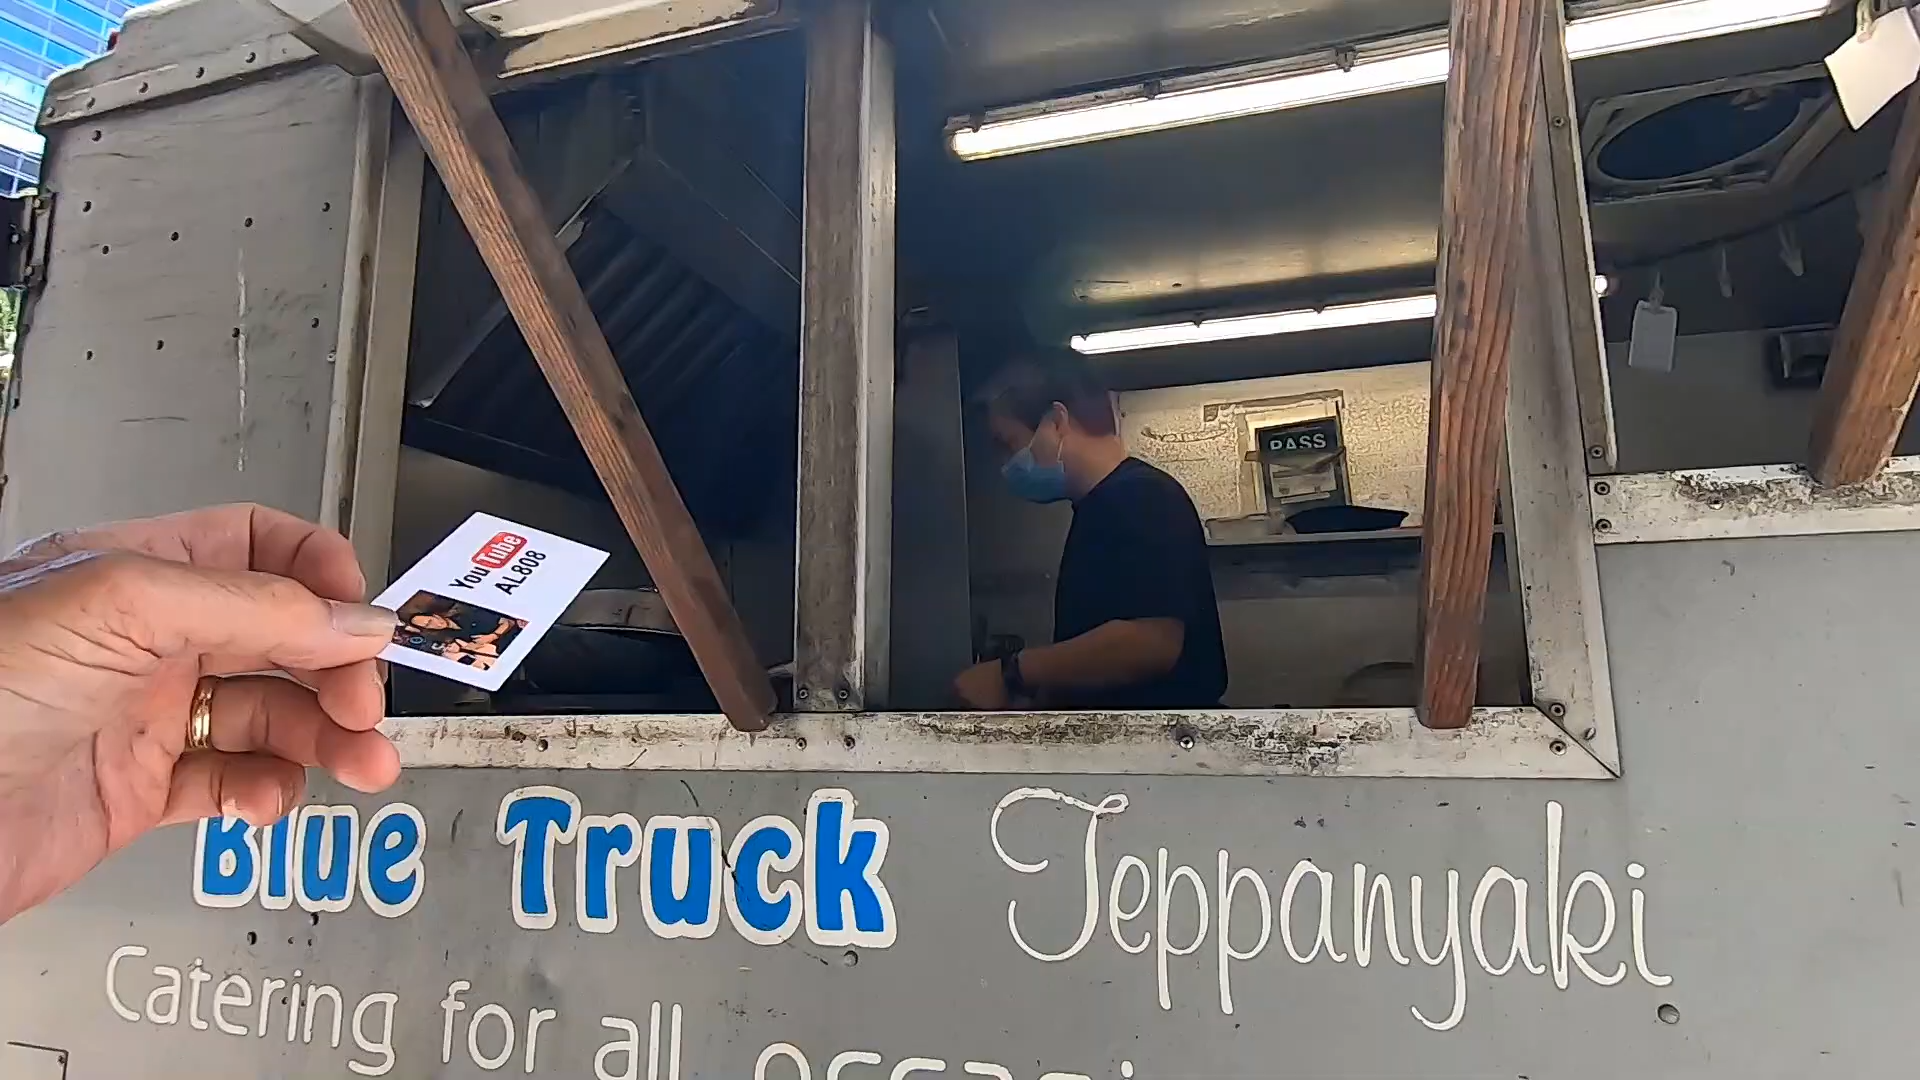 PASS
YouTube
AL808
Blue Truck Teppanyaki
Catering for all